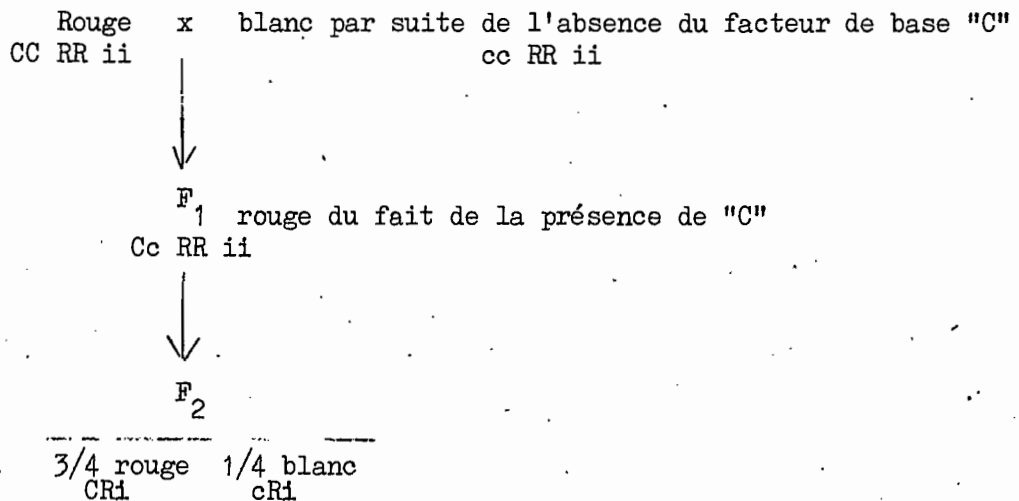 Rouge x blanc par suite de l'absence du facteur de base "C"
CC RR ii cc RR ii
F1 rouge du fait de la présence de "C"
Cc RR ii
F2
3/4 rouge 1/4 blanc
CRi cRi